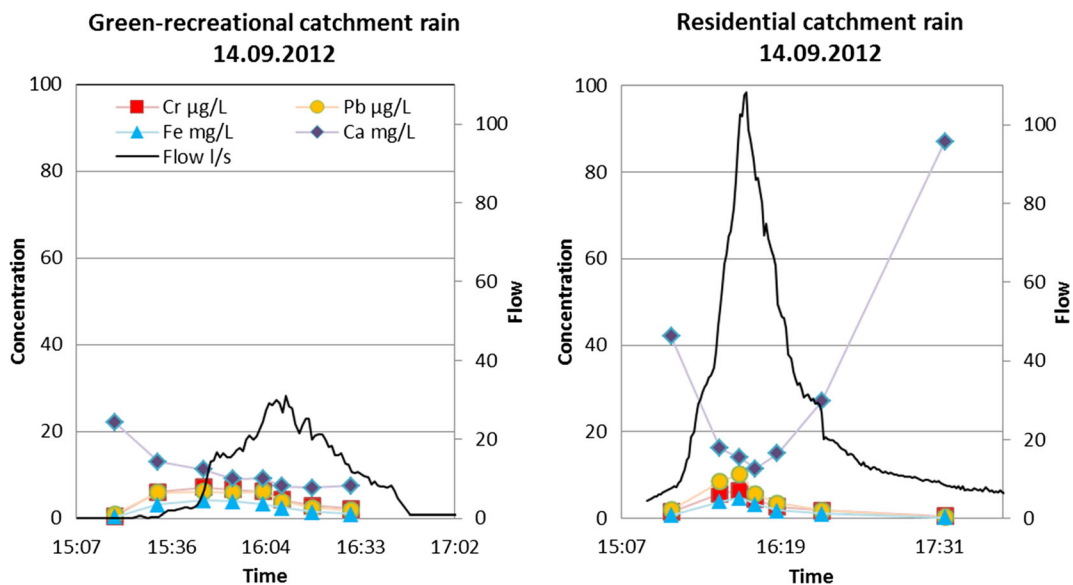 Green-recreational catchment rain
14.09.2012
100
80
60
40
20
0
Concentration
Cr µg/L
Pb µg/L
Fe mg/L
Ca mg/L
Flow l/s
100
80
60
40
20
0
Flow
15:07
15:36
16:04
16:33
17:02
Time
Residential catchment rain
14.09.2012
100
80
60
40
20
0
Concentration
100
80
60
40
20
0
Flow
15:07
16:19
17:31
Time